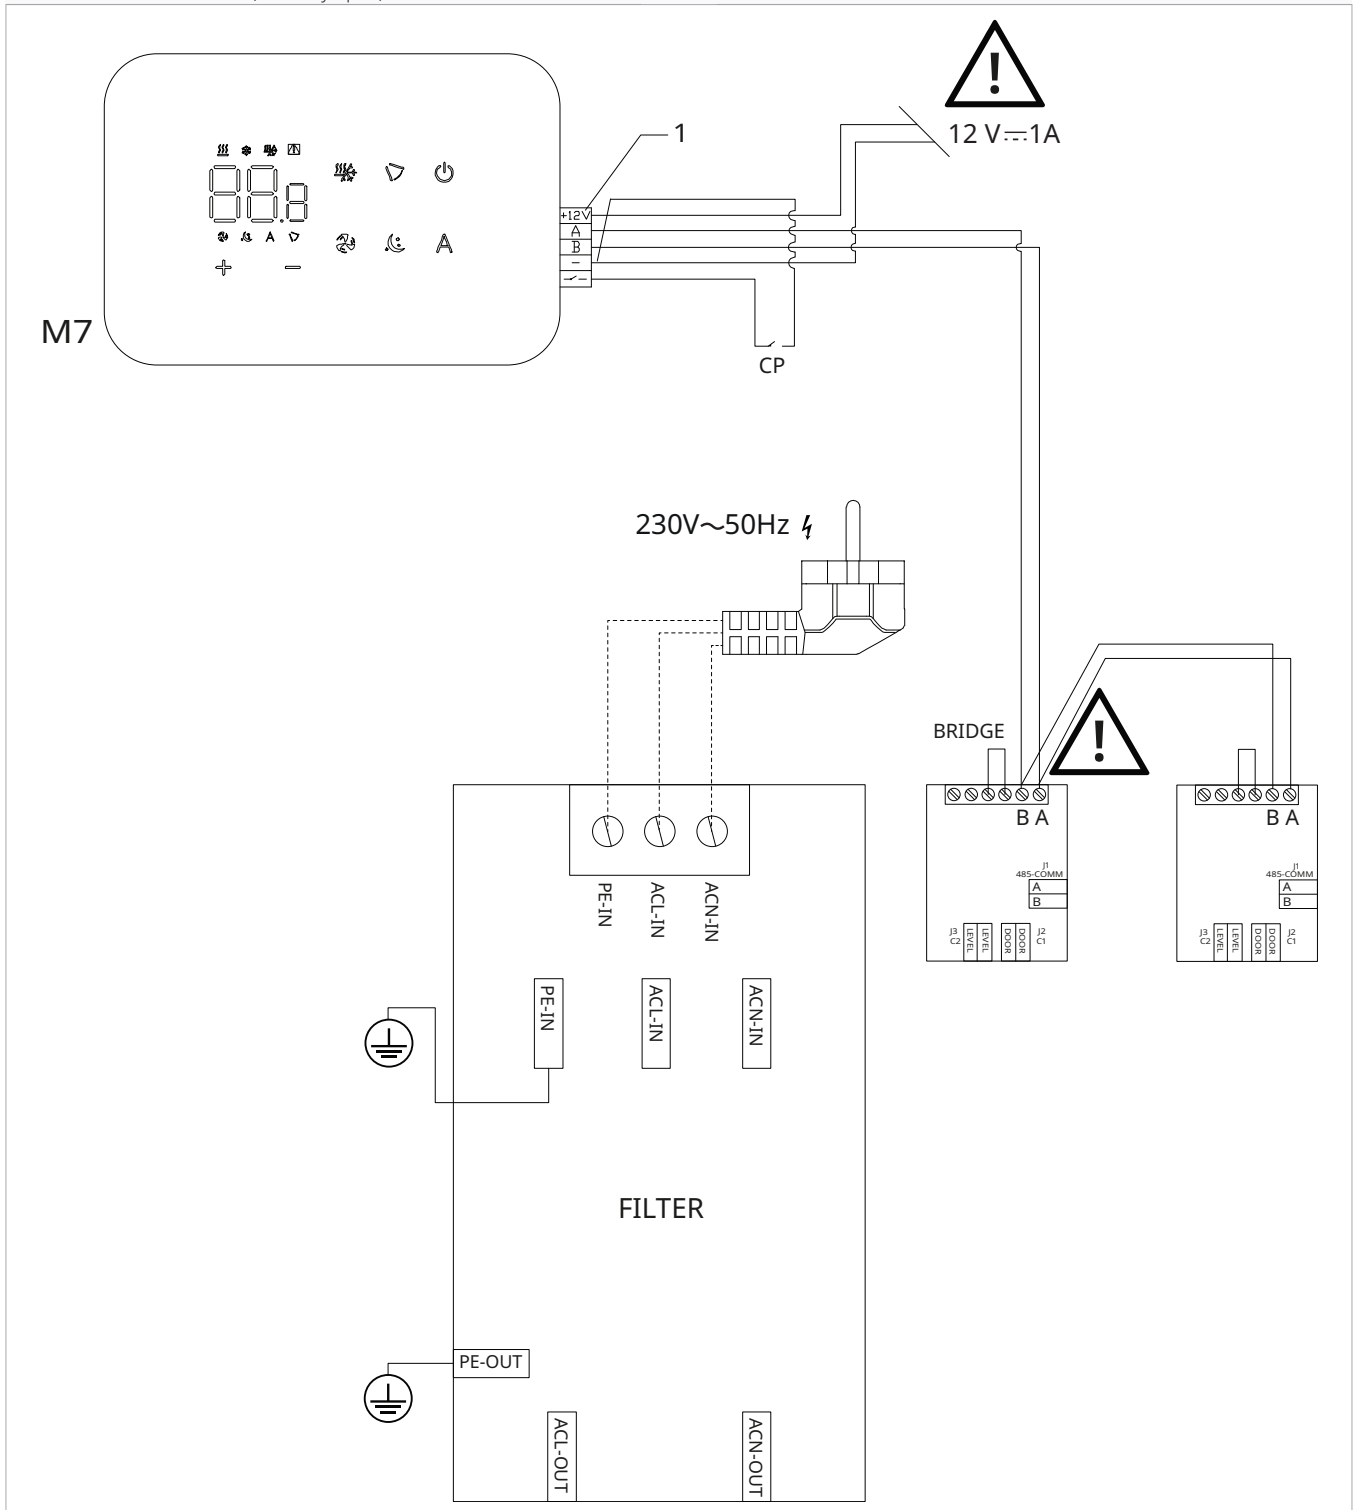 12 V⎓1A
1
+12V
A
A
B
-
M7
CP
230V~50Hz
BRIDGE
B A
B A
J1
485-COMM
A
B
J3
C2
LEVEL
LEVEL
DOOR
DOOR
J2
C1
J1
485-COMM
A
B
J3
C2
LEVEL
LEVEL
DOOR
DOOR
J2
C1
PE-IN
ACL-IN
ACN-IN
PE-IN
ACL-IN
ACN-IN
FILTER
PE-OUT
ACL-OUT
ACN-OUT